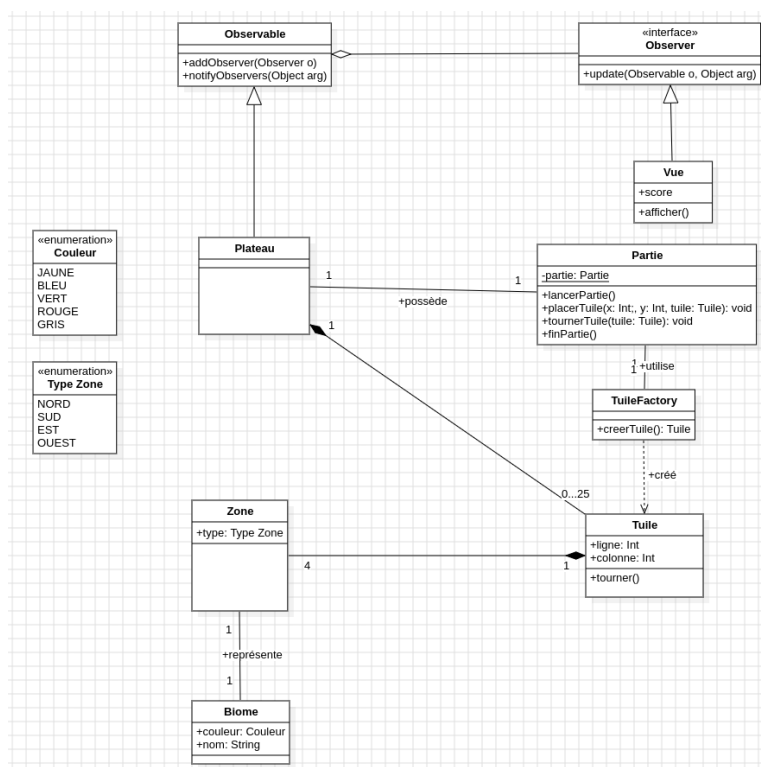 Observable
+addObserver(Observer o)
+notifyObservers(Object arg)
«interface»
Observer
+update(Observable o, Object arg)
Vue
+score
+afficher()
«enumeration»
Couleur
JAUNE
BLEU
VERT
ROUGE
GRIS
Plateau
1
+possède
1
Partie
-partie: Partie
+lancerPartie()
+placerTuile(x: Int;, y: Int, tuile: Tuile): void
+tournerTuile(tuile: Tuile): void
+finPartie()
1
«enumeration»
Type Zone
NORD
SUD
EST
OUEST
1
1
+utilise
TuileFactory
+creerTuile(): Tuile
+créé
0...25
Zone
+type: Type Zone
4
1
Tuile
+ligne: Int
+colonne: Int
+tourner()
1
+représente
1
Biome
+couleur: Couleur
+nom: String